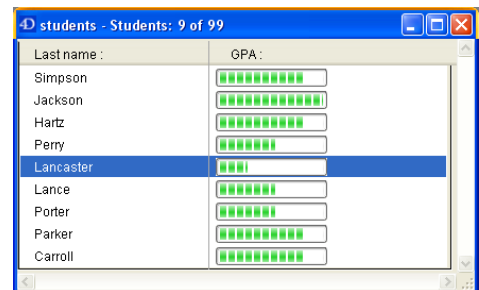 4D students - Students: 9 of 99
Last name : GPA :
Simpson
Jackson
Hartz
Perry
Lancaster
Lance
Porter
Parker
Carroll